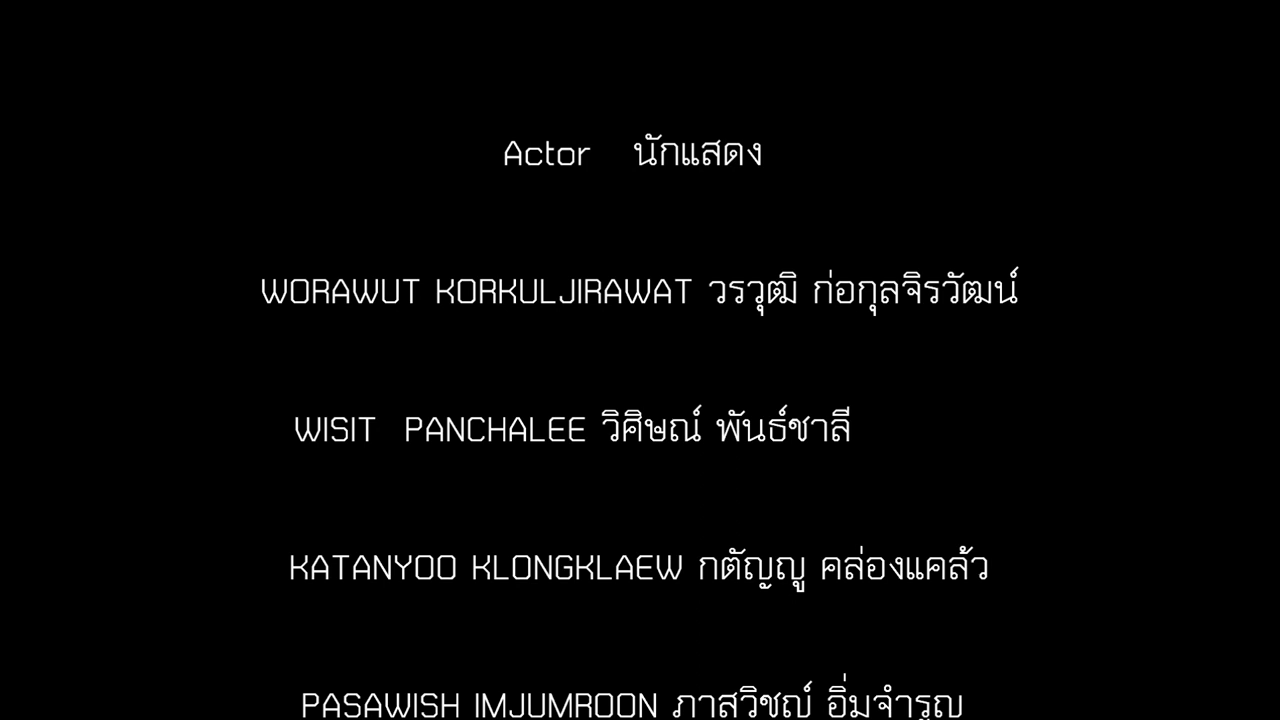 Actor นักแสดง
WORAWUT KORKULJIRAWAT วรวุฒิ ก่อกุลจิรวัฒน์
WISIT PANCHALEE วิศิษณ์ พันธ์ชาลี
KATANYOO KLONGKLAEW กตัญญู คล่องแคล้ว
PASAWISH IMJUMROON ภาสวิชญ์ อิ่มจำรูญ